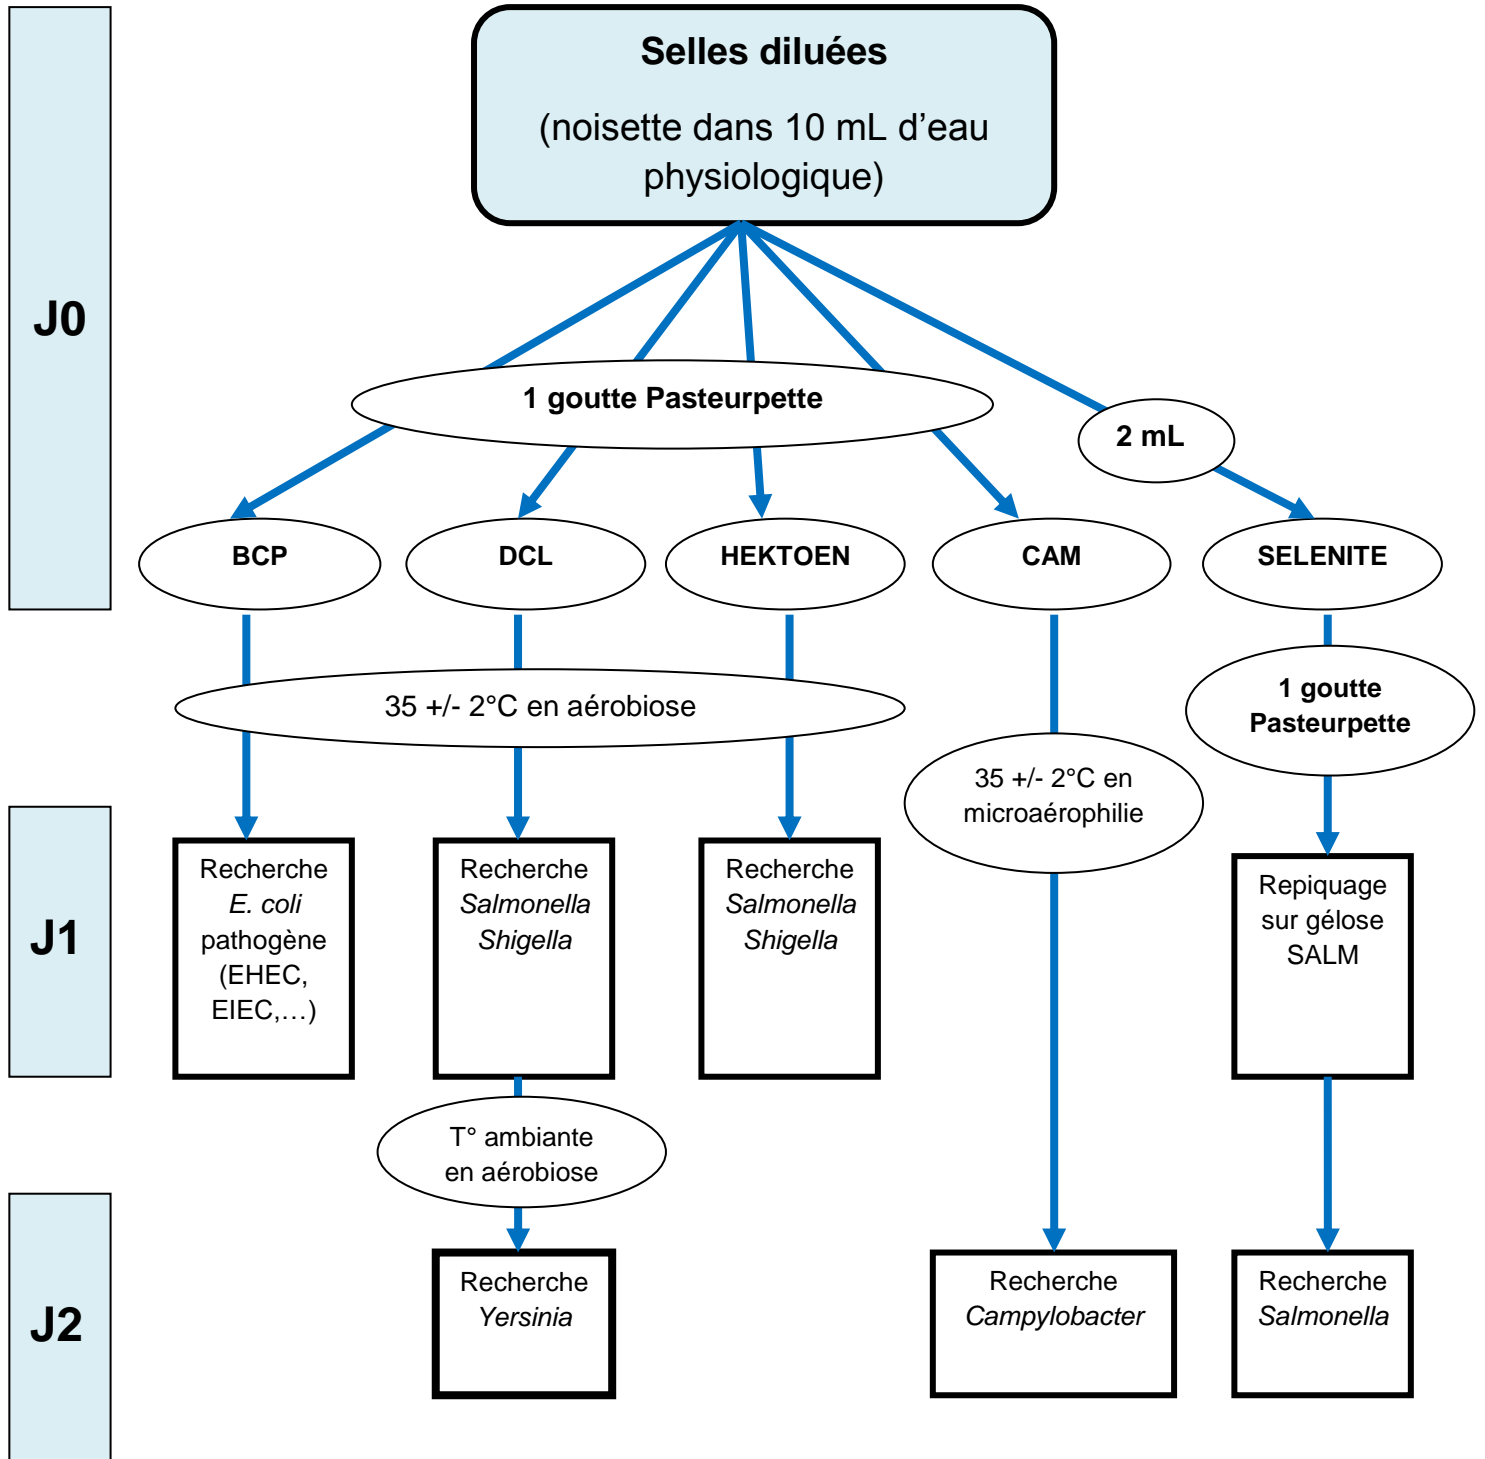 Selles diluées
(noisette dans 10 mL d'eau
physiologique)
J0
1 goutte Pasteurpette
2 mL
BCP
DCL
HEKTOEN
CAM
SELENITE
35 +/- 2°C en aérobiose
1 goutte
Pasteurpette
35 +/- 2°C en
microaérophilie
J1
Recherche
E. coli
pathogène
(EHEC,
EIEC,…)
Recherche
Salmonella
Shigella
Recherche
Salmonella
Shigella
Repiquage
sur gélose
SALM
T° ambiante
en aérobiose
J2
Recherche
Yersinia
Recherche
Campylobacter
Recherche
Salmonella